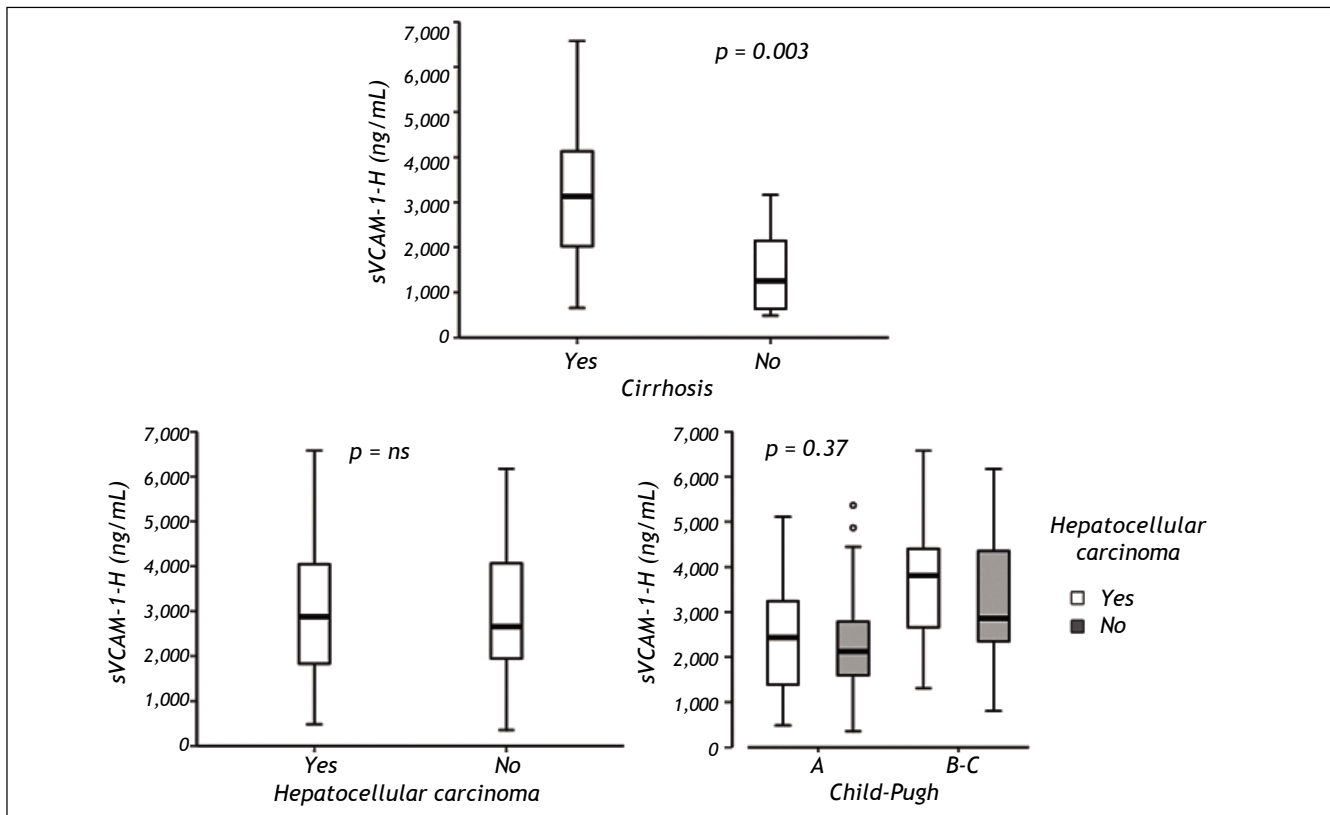 7,000
6,000
5,000
4,000
3,000
2,000
1,000
0
sVCAM-1-H (ng/mL)
p = 0.003
Yes No
Cirrhosis
7,000
6,000
5,000
4,000
3,000
2,000
1,000
0
sVCAM-1-H (ng/mL)
p = ns
Yes No
Hepatocellular carcinoma
7,000
6,000
5,000
4,000
3,000
2,000
1,000
0
sVCAM-1-H (ng/mL)
p = 0.37
A B-C
Child-Pugh
Hepatocellular
carcinoma
Yes
No